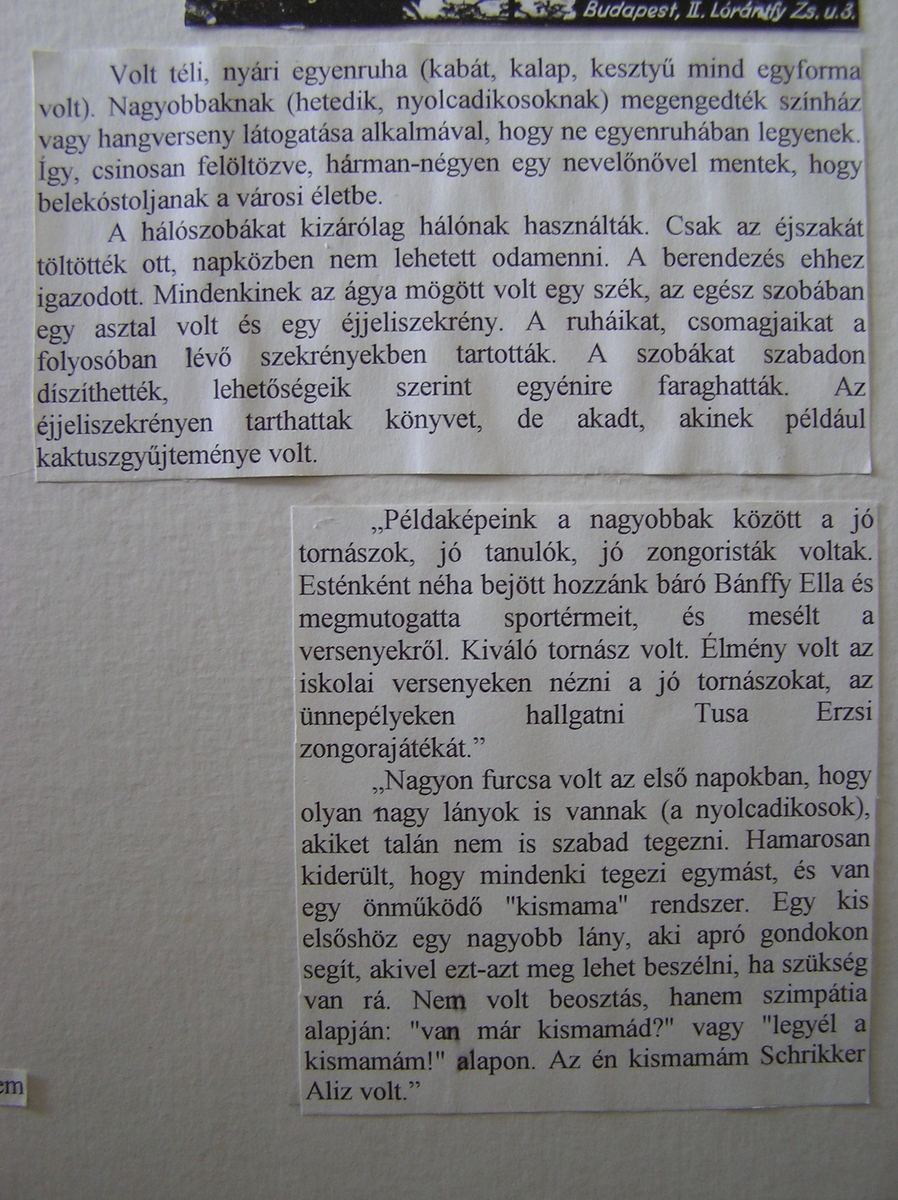 Budapest, II. Lórántfy Zs. u. 3.
Volt téli, nyári egyenruha (kabát, kalap, kesztyű mind egyforma
volt). Nagyobbaknak (hetedik, nyolcadikosoknak) megengedték színház
vagy hangverseny látogatása alkalmával, hogy ne egyenruhában legyenek.
Így, csinosan felöltözve, hárman-négyen egy nevelőnővel mentek, hogy
belekóstoljanak a városi életbe.
A hálószobákat kizárólag hálónak használták. Csak az éjszakát
töltötték ott, napközben nem lehetett odamenni. A berendezés ehhez
igazodott. Mindenkinek az ágya mögött volt egy szék, az egész szobában
egy asztal volt és egy éjjeliszekrény. A ruháikat, csomagjaikat a
folyosóban lévő szekrényekben tartották. A szobákat szabadon
díszíthették, lehetőségeik szerint egyénire faraghatták. Az
éjjeliszekrényen tarthattak könyvet, de akadt, akinek például
kaktuszgyűjteménye volt.
„Példaképeink a nagyobbak között a jó
tornászok, jó tanulók, jó zongoristák voltak.
Esténként néha bejött hozzánk báró Bánffy Ella és
megmutogatta sportérmeit, és mesélt a
versenyekről. Kiváló tornász volt. Élmény volt az
iskolai versenyeken nézni a jó tornászokat, az
ünnepélyeken hallgatni Tusa Erzsi
zongorajátékát.”
„Nagyon furcsa volt az első napokban, hogy
olyan nagy lányok is vannak (a nyolcadikosok),
akiket talán nem is szabad tegezni. Hamarosan
kiderült, hogy mindenki tegezi egymást, és van
egy önműködő "kismama" rendszer. Egy kis
elsőshöz egy nagyobb lány, aki apró gondokon
segít, akivel ezt-azt meg lehet beszélni, ha szükség
van rá. Nem volt beosztás, hanem szimpátia
alapján: "van már kismamád?" vagy "legyél a
kismamám!" alapon. Az én kismamám Schrikker
Aliz volt.”
em